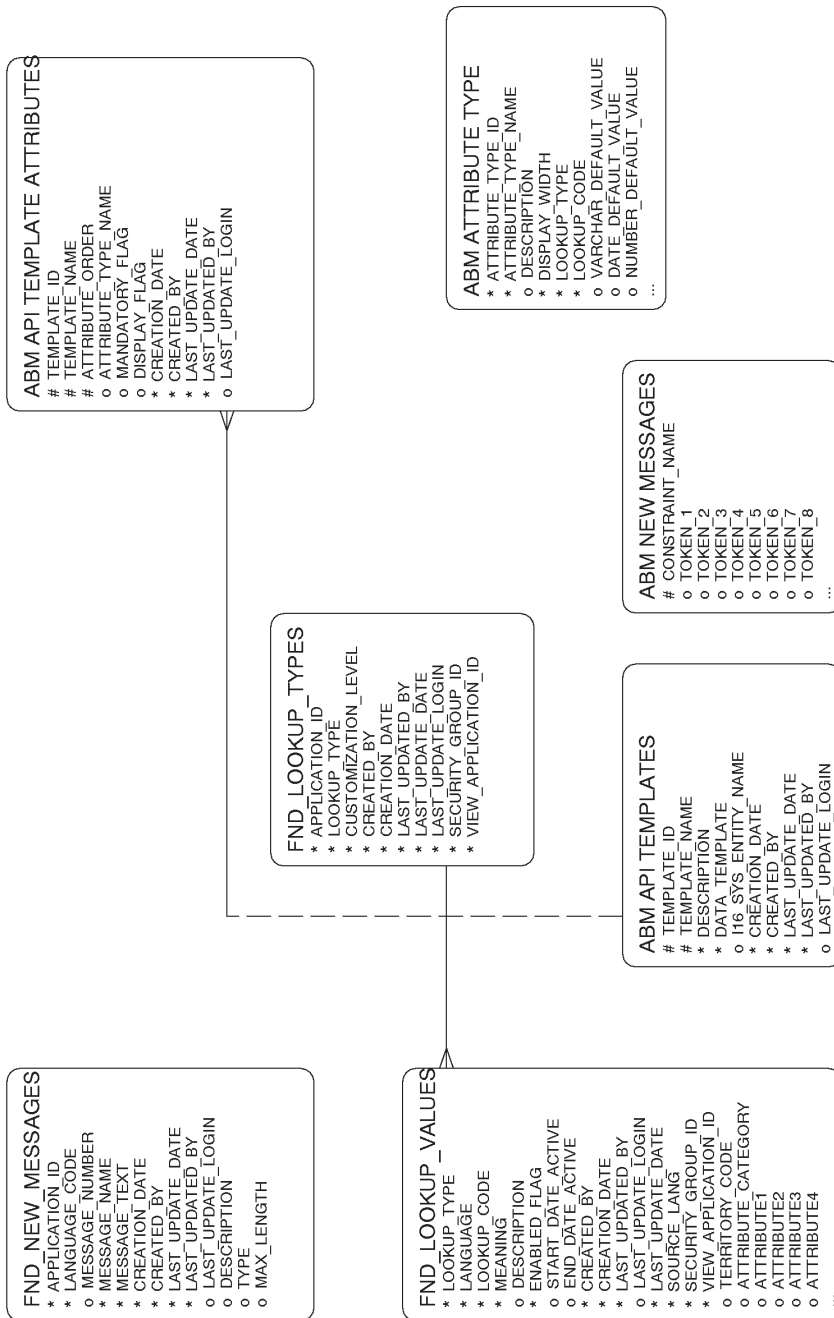 FND_NEW_MESSAGES
* APPLICATION_ID
* LANGUAGE_CODE
o MESSAGE_NUMBER
* MESSAGE_NAME
* MESSAGE_TEXT
* CREATION_DATE
* CREATED_BY
* LAST_UPDATE_DATE
* LAST_UPDATED_BY
o LAST_UPDATE_LOGIN
o DESCRIPTION
o TYPE
o MAX_LENGTH
ABM API TEMPLATE ATTRIBUTES
# TEMPLATE_ID
# TEMPLATE_NAME
# ATTRIBUTE_ORDER
o ATTRIBUTE_TYPE_NAME
o MANDATORY_FLAG
o DISPLAY_FLAG
* CREATION_DATE
* CREATED_BY
* LAST_UPDATE_DATE
* LAST_UPDATED_BY
o LAST_UPDATE_LOGIN
FND_LOOKUP_TYPES
* APPLICATION_ID
* LOOKUP_TYPE
* CUSTOMIZATION_LEVEL
* CREATED_BY
* CREATION_DATE
* LAST_UPDATED_BY
* LAST_UPDATE_DATE
* LAST_UPDATE_LOGIN
* SECURITY_GROUP_ID
* VIEW_APPLICATION_ID
FND_LOOKUP_VALUES
* LOOKUP_TYPE
* LANGUAGE
* LOOKUP_CODE
* MEANING
o DESCRIPTION
* ENABLED_FLAG
o START_DATE_ACTIVE
o END_DATE_ACTIVE
* CREATED_BY
* CREATION_DATE
* LAST_UPDATED_BY
o LAST_UPDATE_LOGIN
* LAST_UPDATE_DATE
* SOURCE_LANG
* SECURITY_GROUP_ID
* VIEW_APPLICATION_ID
o TERRITORY_CODE
o ATTRIBUTE_CATEGORY
o ATTRIBUTE1
o ATTRIBUTE2
o ATTRIBUTE3
o ATTRIBUTE4
...
ABM ATTRIBUTE TYPE
* ATTRIBUTE_TYPE_ID
* ATTRIBUTE_TYPE_NAME
o DESCRIPTION
* DISPLAY_WIDTH
* LOOKUP_TYPE
* LOOKUP_CODE
o VARCHAR_DEFAULT_VALUE
o DATE_DEFAULT_VALUE
o NUMBER_DEFAULT_VALUE
...
ABM API TEMPLATES
# TEMPLATE_ID
# TEMPLATE_NAME
* DESCRIPTION
* DATA_TEMPLATE
o I16_SYS_ENTITY_NAME
* CREATION_DATE
* CREATED_BY
* LAST_UPDATE_DATE
* LAST_UPDATED_BY
o LAST_UPDATE_LOGIN
ABM NEW MESSAGES
# CONSTRAINT_NAME
o TOKEN_1
o TOKEN_2
o TOKEN_3
o TOKEN_4
o TOKEN_5
o TOKEN_6
o TOKEN_7
o TOKEN_8
...